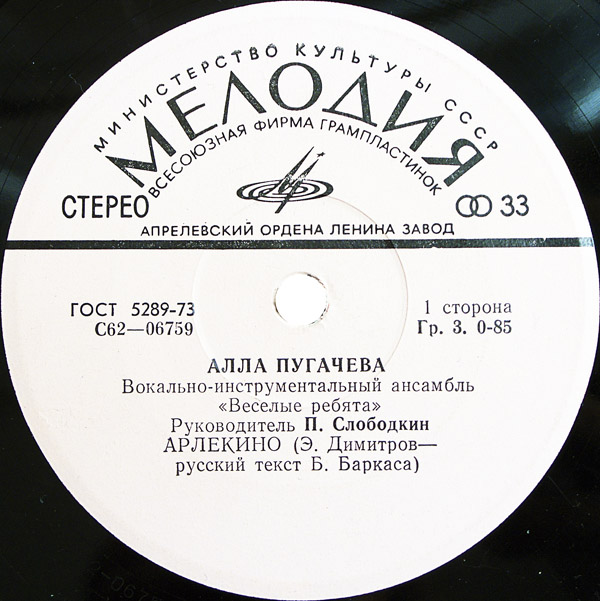 МИНИСТЕРСТВО КУЛЬТУРЫ СССР
МЕЛОДИЯ
ВСЕСОЮЗНАЯ ФИРМА ГРАМПЛАСТИНОК
СТЕРЕО
33
АПРЕЛЕВСКИЙ ОРДЕНА ЛЕНИНА ЗАВОД
ГОСТ 5289-73
1 сторона
С62—06759
Гр. 3. 0-85
АЛЛА ПУГАЧЕВА
Вокально-инструментальный ансамбль
«Веселые ребята»
Руководитель П. Слободкин
АРЛЕКИНО (Э. Димитров—
русский текст Б. Баркаса)